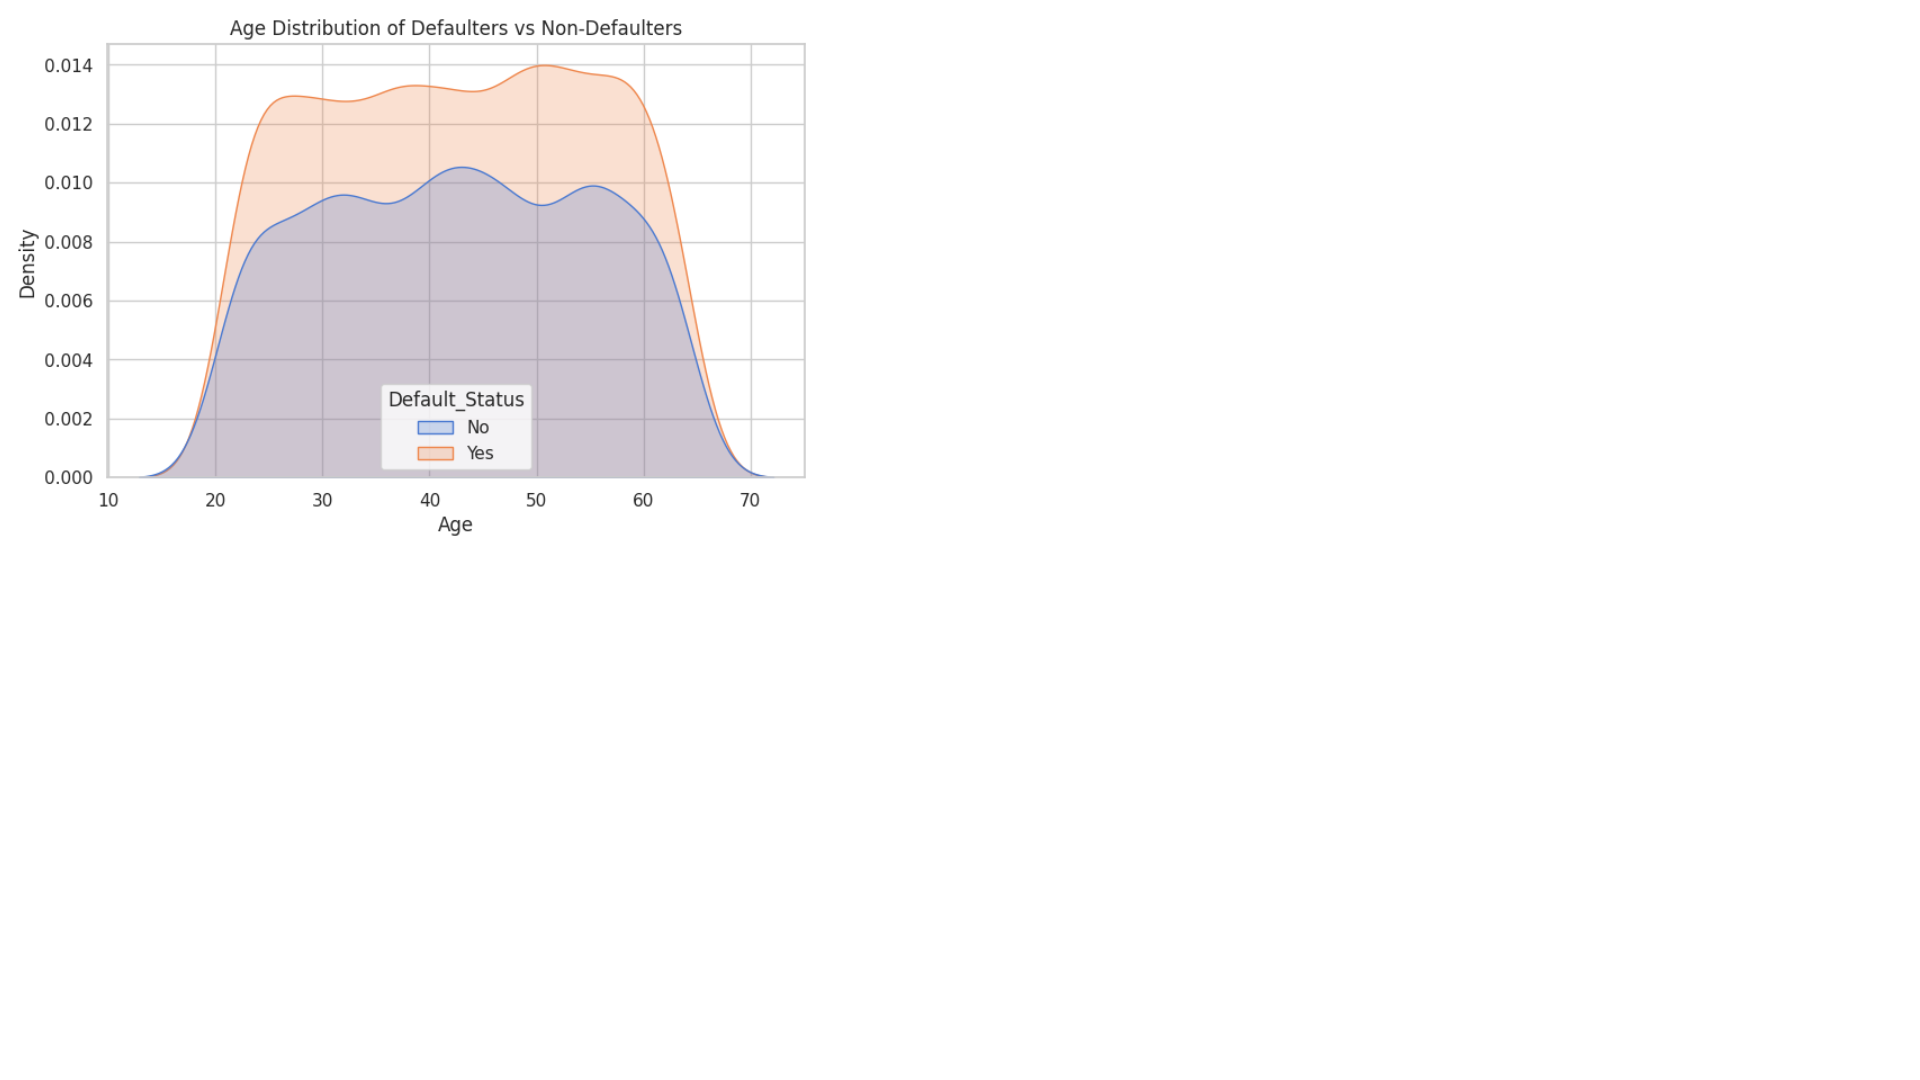 Age Distribution of Defaulters vs Non-Defaulters
0.014
0.012
0.010
0.008
0.006
0.004
0.002
0.000
Density
Default_Status
No
Yes
10 20 30 40 50 60 70
Age